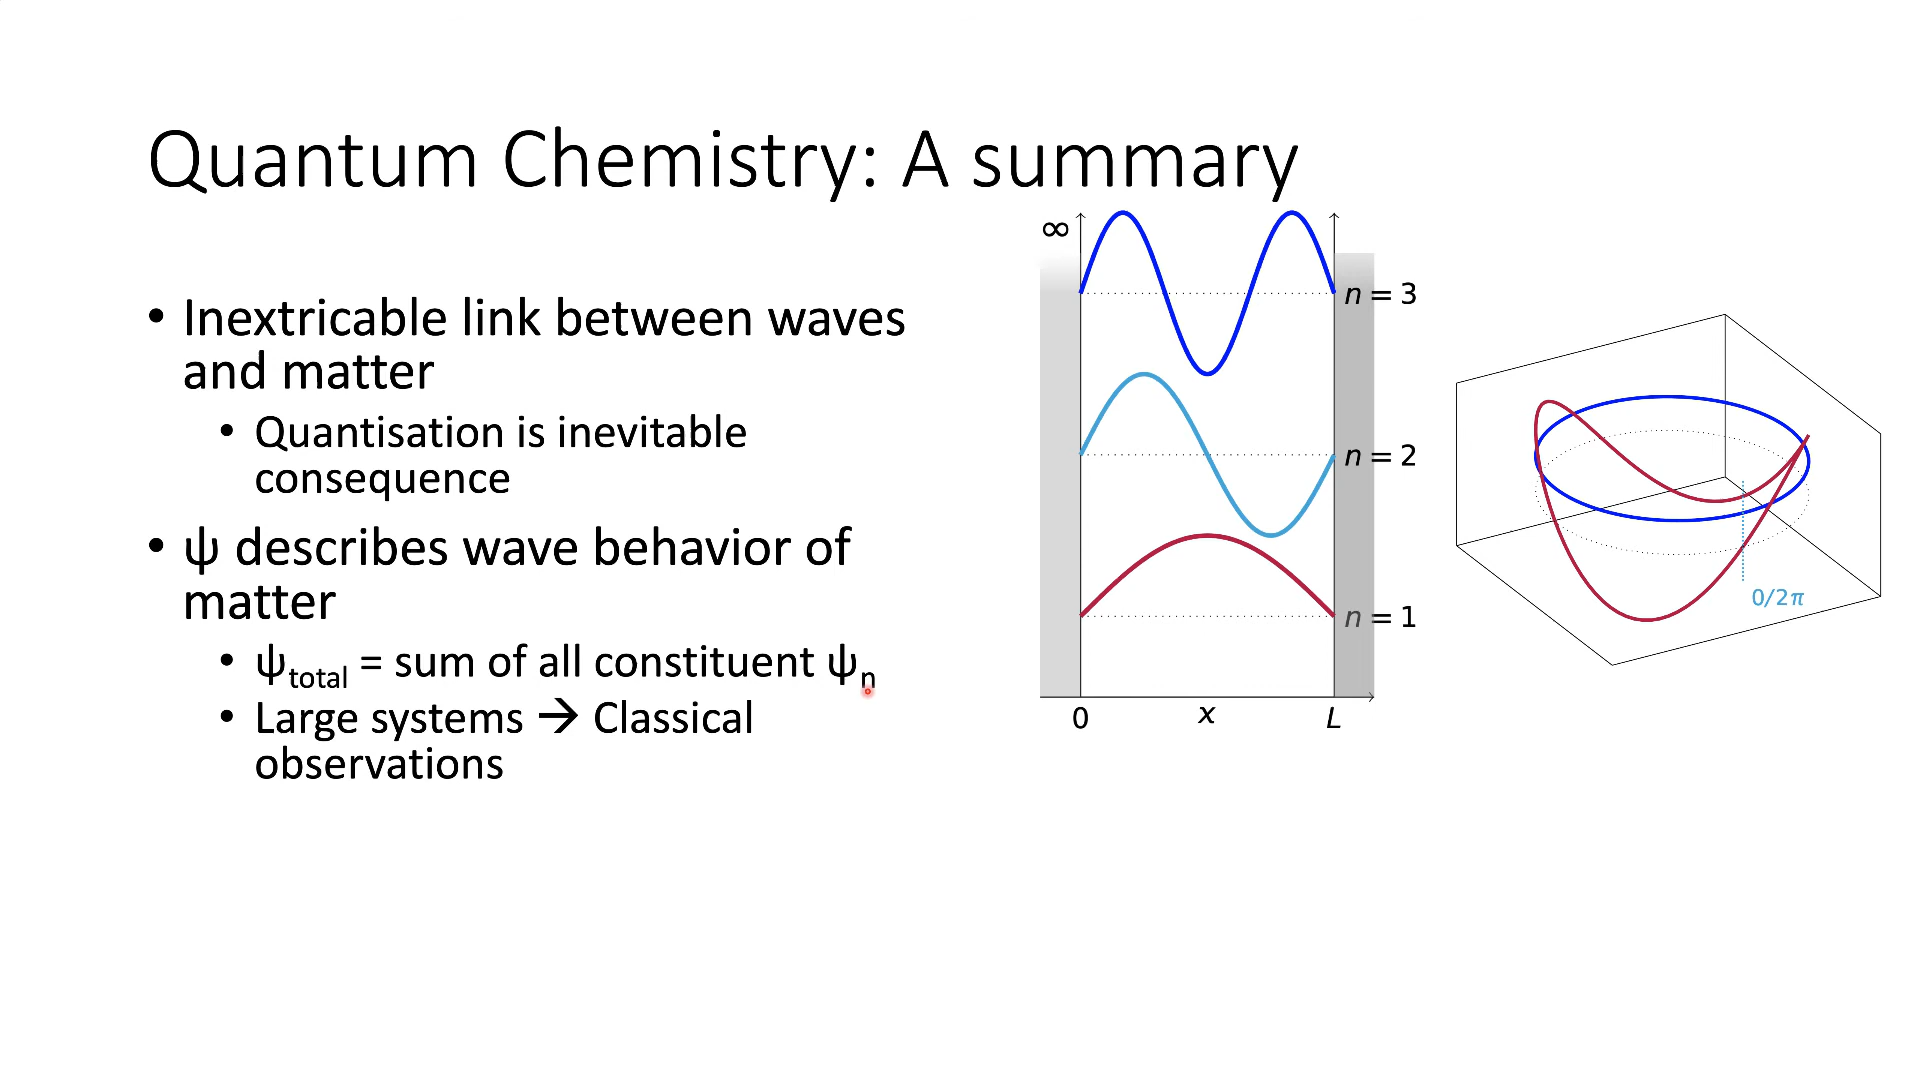 Quantum Chemistry: A summary
• Inextricable link between waves
and matter
• Quantisation is inevitable
consequence
• ψ describes wave behavior of
matter
• ψtotal = sum of all constituent ψn
• Large systems → Classical
observations
∞
n = 3
n = 2
n = 1
0 x L
0/2π